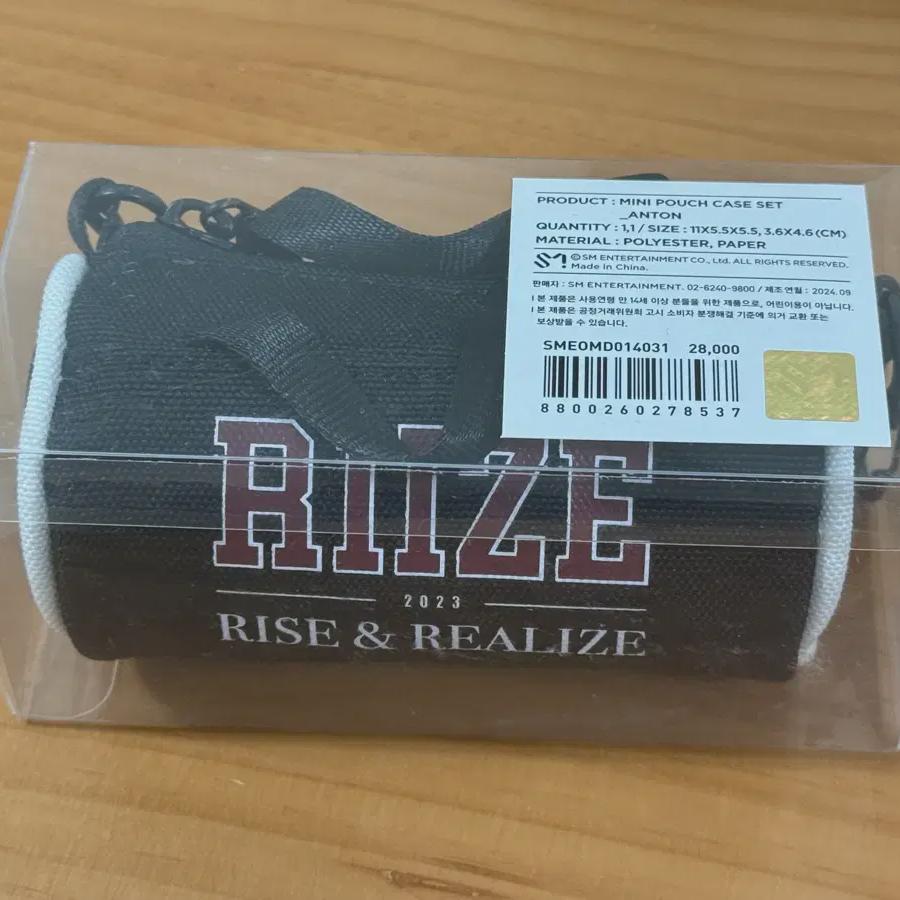 PRODUCT : MINI POUCH CASE SET
_ANTON
QUANTITY : 1,1 / SIZE : 11X5.5X5.5, 3.6X4.6 (CM)
MATERIAL : POLYESTER, PAPER
©SM ENTERTAINMENT CO., Ltd. ALL RIGHTS RESERVED.
Made in China.
판매자 : SM ENTERTAINMENT. 02-6240-9800 / 제조연월 : 2024.09
| 본 제품은 사용연령 만 14세 이상 분들을 위한 제품으로, 어린이용이 아닙니다.
| 본 제품은 공정거래위원회 고시 소비자 분쟁해결 기준에 의거 교환 또는
보상받을 수 있습니다.
SMEOMD014031 28,000
8800260278537
RIIZE
2023
RISE & REALIZE